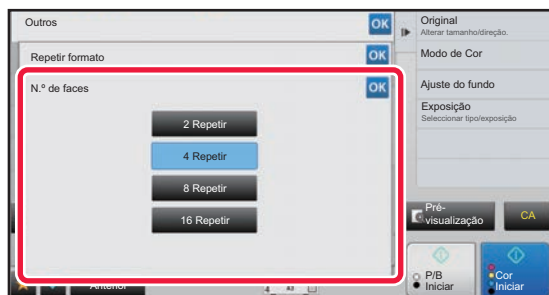 Outros
OK
Repetir formato
OK
N.º de faces
OK
2 Repetir
4 Repetir
8 Repetir
16 Repetir
Anterior
Original
Alterar tamanho/direção.
Modo de Cor
Ajuste do fundo
Exposição
Seleccionar tipo/exposição
Pré-
visualização
CA
P/B
Iniciar
Cor
Iniciar